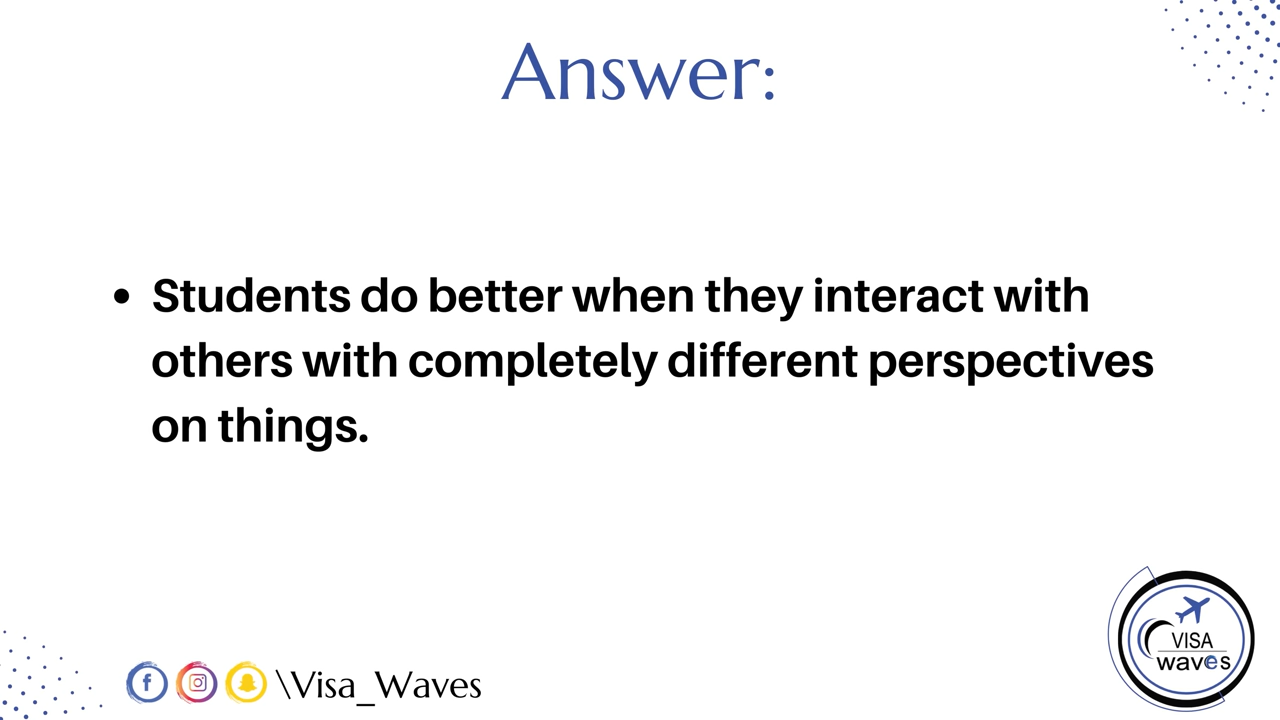 Answer:
• Students do better when they interact with
others with completely different perspectives
on things.
\Visa_Waves
VISA
waves